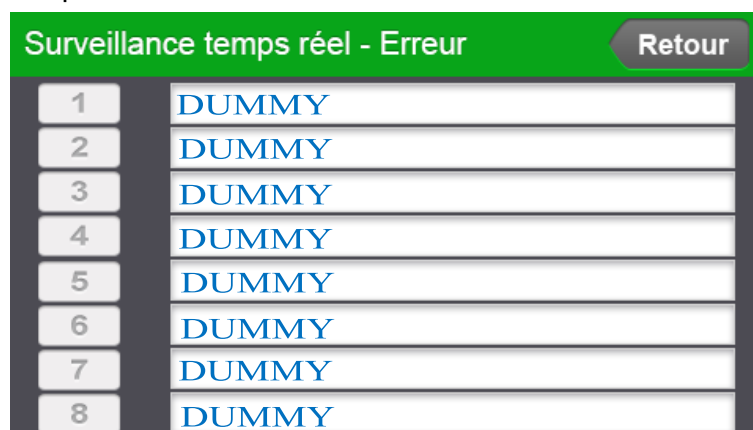 Surveillance temps réel - Erreur Retour
1 DUMMY
2 DUMMY
3 DUMMY
4 DUMMY
5 DUMMY
6 DUMMY
7 DUMMY
8 DUMMY